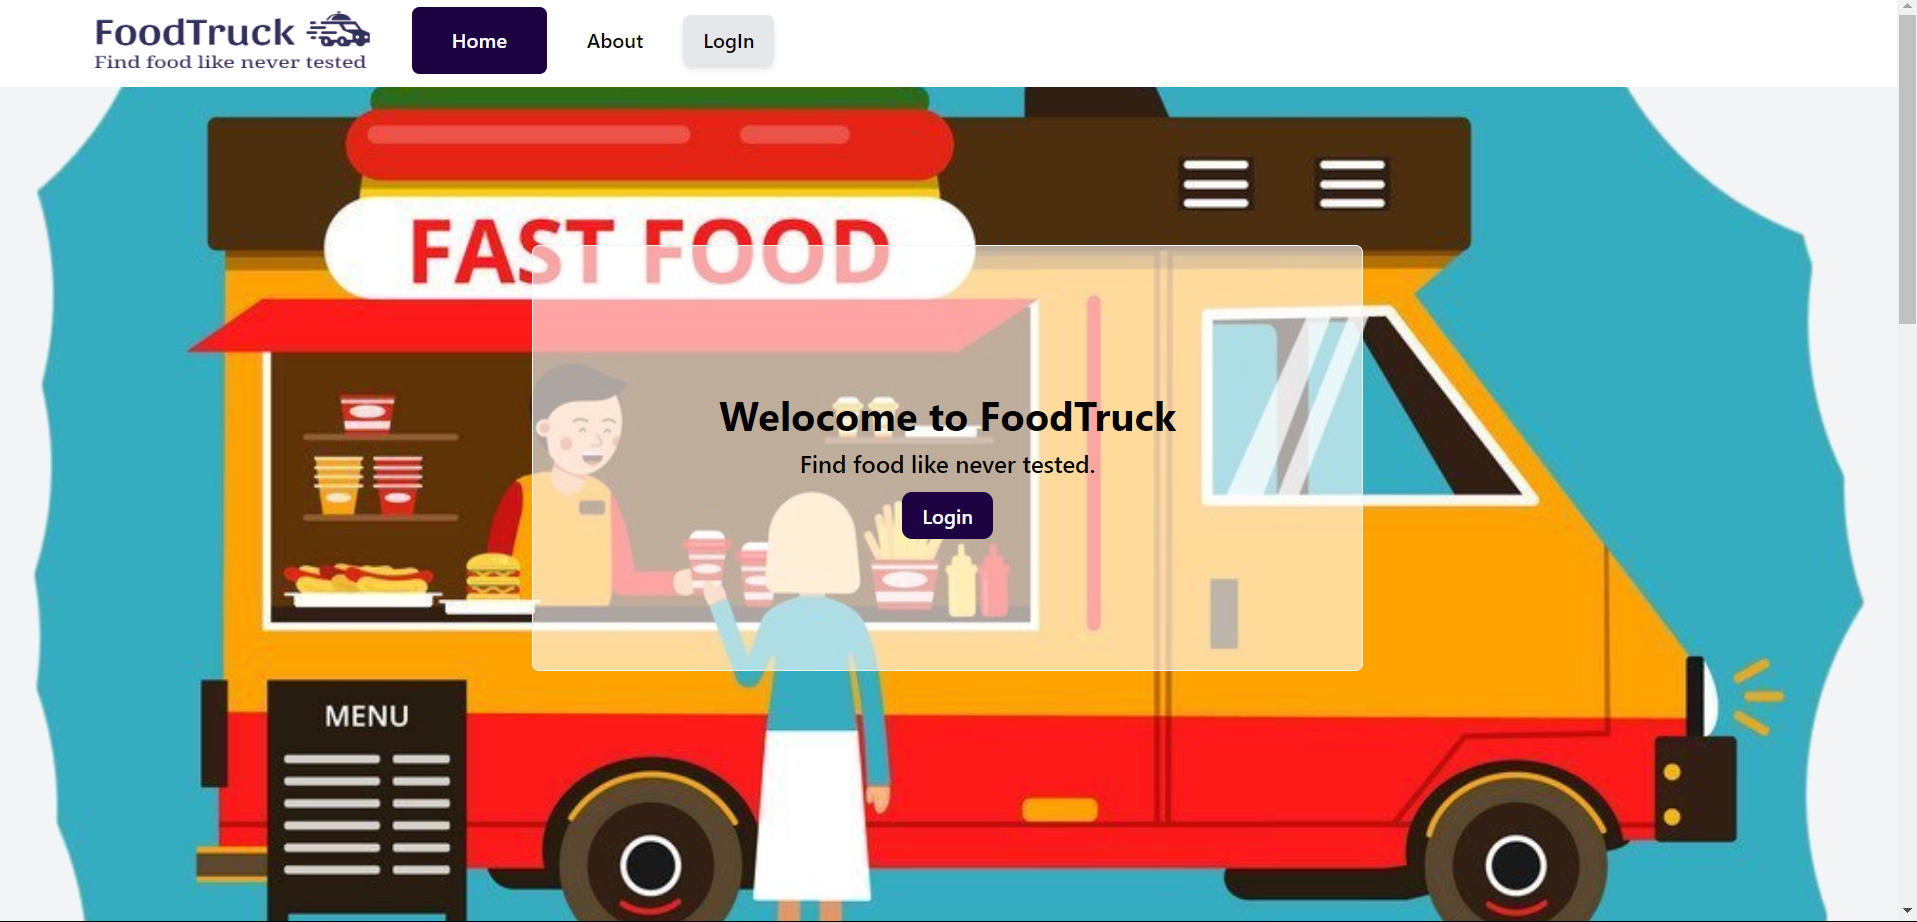 FoodTruck
Find food like never tested
Home
About
LogIn
FAST FOOD
Welocome to FoodTruck
Find food like never tested.
Login
MENU